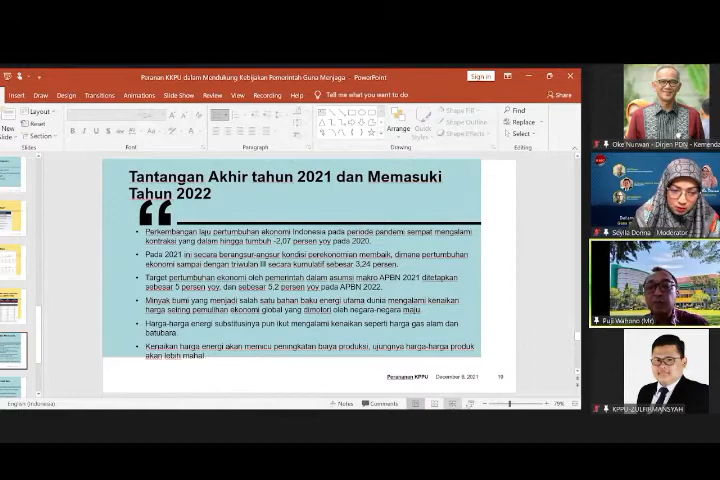 Peranan KKPU dalam Mendukung Kebijakan Pemerintah Guna Menjaga - PowerPoint
Sign in
Insert Draw Design Transitions Animations Slide Show Review View Recording Help Tell me what you want to do Share
New
Slide
Layout
Reset
Section
Font
Paragraph
Arrange
Quick
Styles
Shape Fill
Shape Outline
Shape Effects
Drawing
Find
Replace
Select
Editing
Tantangan Akhir tahun 2021 dan Memasuki
Tahun 2022
• Perkembangan laju pertumbuhan ekonomi Indonesia pada periode pandemi sempat mengalami
kontraksi yang dalam hingga tumbuh -2,07 persen yoy pada 2020.
• Pada 2021 ini secara berangsur-angsur kondisi perekonomian membaik, dimana pertumbuhan
ekonomi sampai dengan triwulan III secara kumulatif sebesar 3,24 persen.
• Target pertumbuhan ekonomi oleh pemerintah dalam asumsi makro APBN 2021 ditetapkan
sebesar 5 persen yoy, dan sebesar 5,2 persen yoy pada APBN 2022.
• Minyak bumi yang menjadi salah satu bahan baku energi utama dunia mengalami kenaikan
harga seiring pemulihan ekonomi global yang dimotori oleh negara-negara maju.
• Harga-harga energi substitusinya pun ikut mengalami kenaikan seperti harga gas alam dan
batubara.
• Kenaikan harga energi akan memicu peningkatan biaya produksi, ujungnya harga-harga produk
akan lebih mahal.
Perananan KPPU December 8, 2021 19
English (Indonesia)
Notes Comments 79%
Oke Nurwan - Dirjen PDN - Kemenda
Seylla Donna - Moderator
Puji Wahono (Mr)
KPPU-ZULFIRMANSYAH